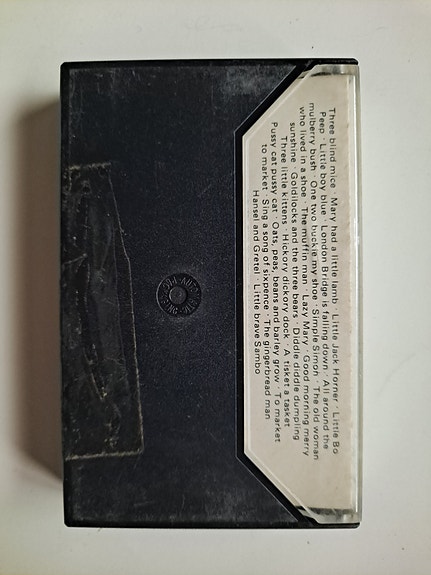 Three blind mice · Mary had a little lamb · Little Jack Horner · Little Bo
Peep · Little boy blue · London Bridge is falling down · All around the
mulberry bush · One two buckle my shoe · Simple Simon · The old woman
who lived in a shoe · The muffin man · Lazy Mary · Good morning merry
sunshine · Goldilocks and the three bears · Diddle diddle dumpling
Three little kittens · Hickory dickory dock · A tisket a tasket
Pussy cat pussy cat · Oats, peas, beans and barley grow · To market
to market · Sing a song of sixpence · The gingerbread man
Hansel and Gretel · Little brave Sambo